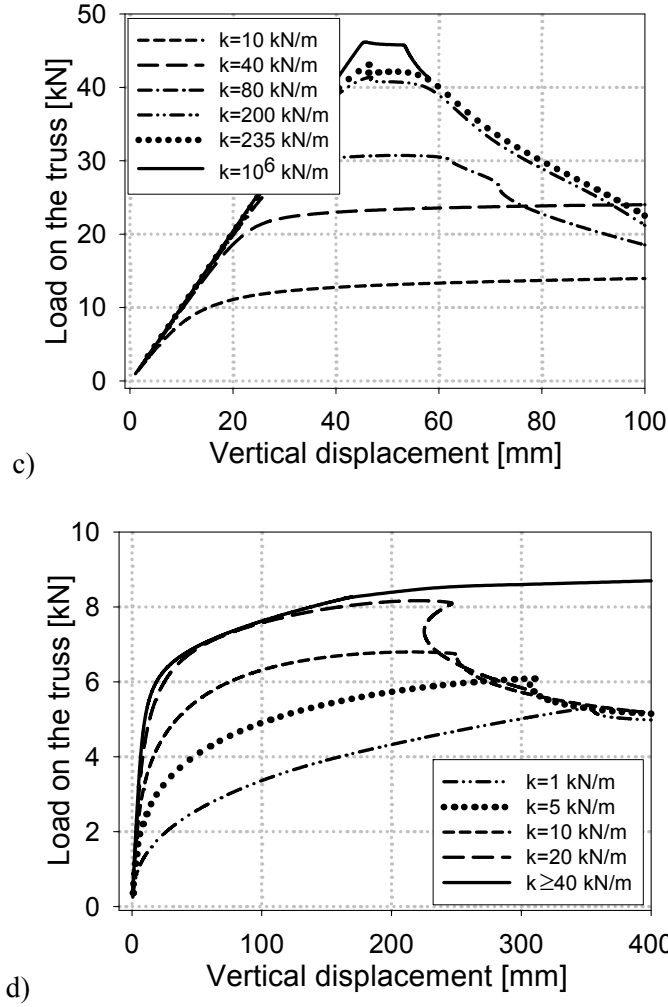 50
40
30
20
10
0
Load on the truss [kN]
k=10 kN/m
k=40 kN/m
k=80 kN/m
k=200 kN/m
k=235 kN/m
k=10⁶ kN/m
0 20 40 60 80 100
Vertical displacement [mm]
c)
10
8
6
4
2
0
Load on the truss [kN]
k=1 kN/m
k=5 kN/m
k=10 kN/m
k=20 kN/m
k≥40 kN/m
0 100 200 300 400
Vertical displacement [mm]
d)